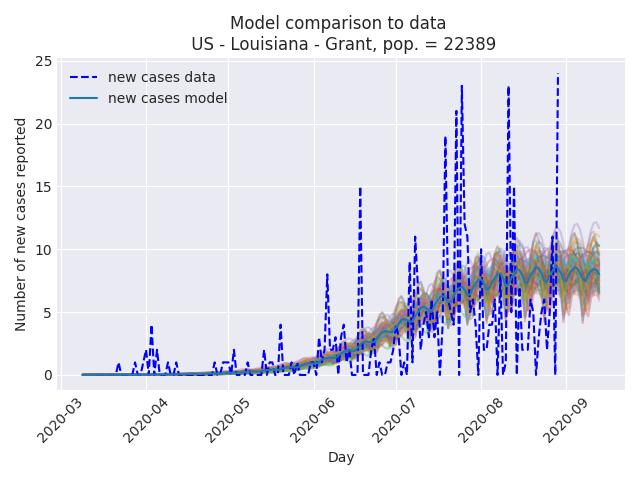 Model comparison to data
US - Louisiana - Grant, pop. = 22389
new cases data
new cases model
Number of new cases reported
25
20
15
10
5
0
2020-03
2020-04
2020-05
2020-06
2020-07
2020-08
2020-09
Day